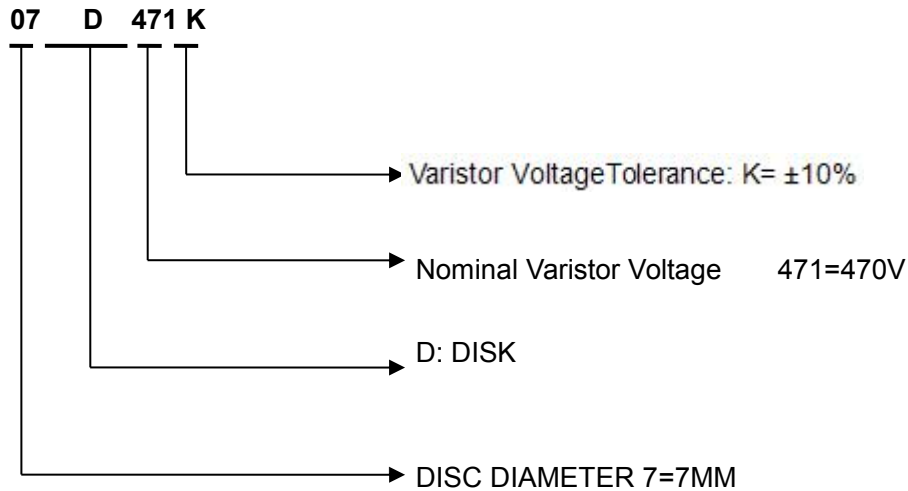 07 D 471 K
Varistor VoltageTolerance: K= ±10%
Nominal Varistor Voltage 471=470V
D: DISK
DISC DIAMETER 7=7MM